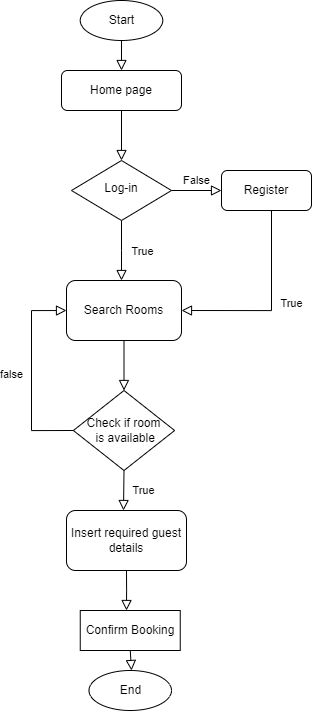 Start
Home page
Log-in
False
Register
True
True
Search Rooms
false
Check if room
is available
True
Insert required guest
details
Confirm Booking
End